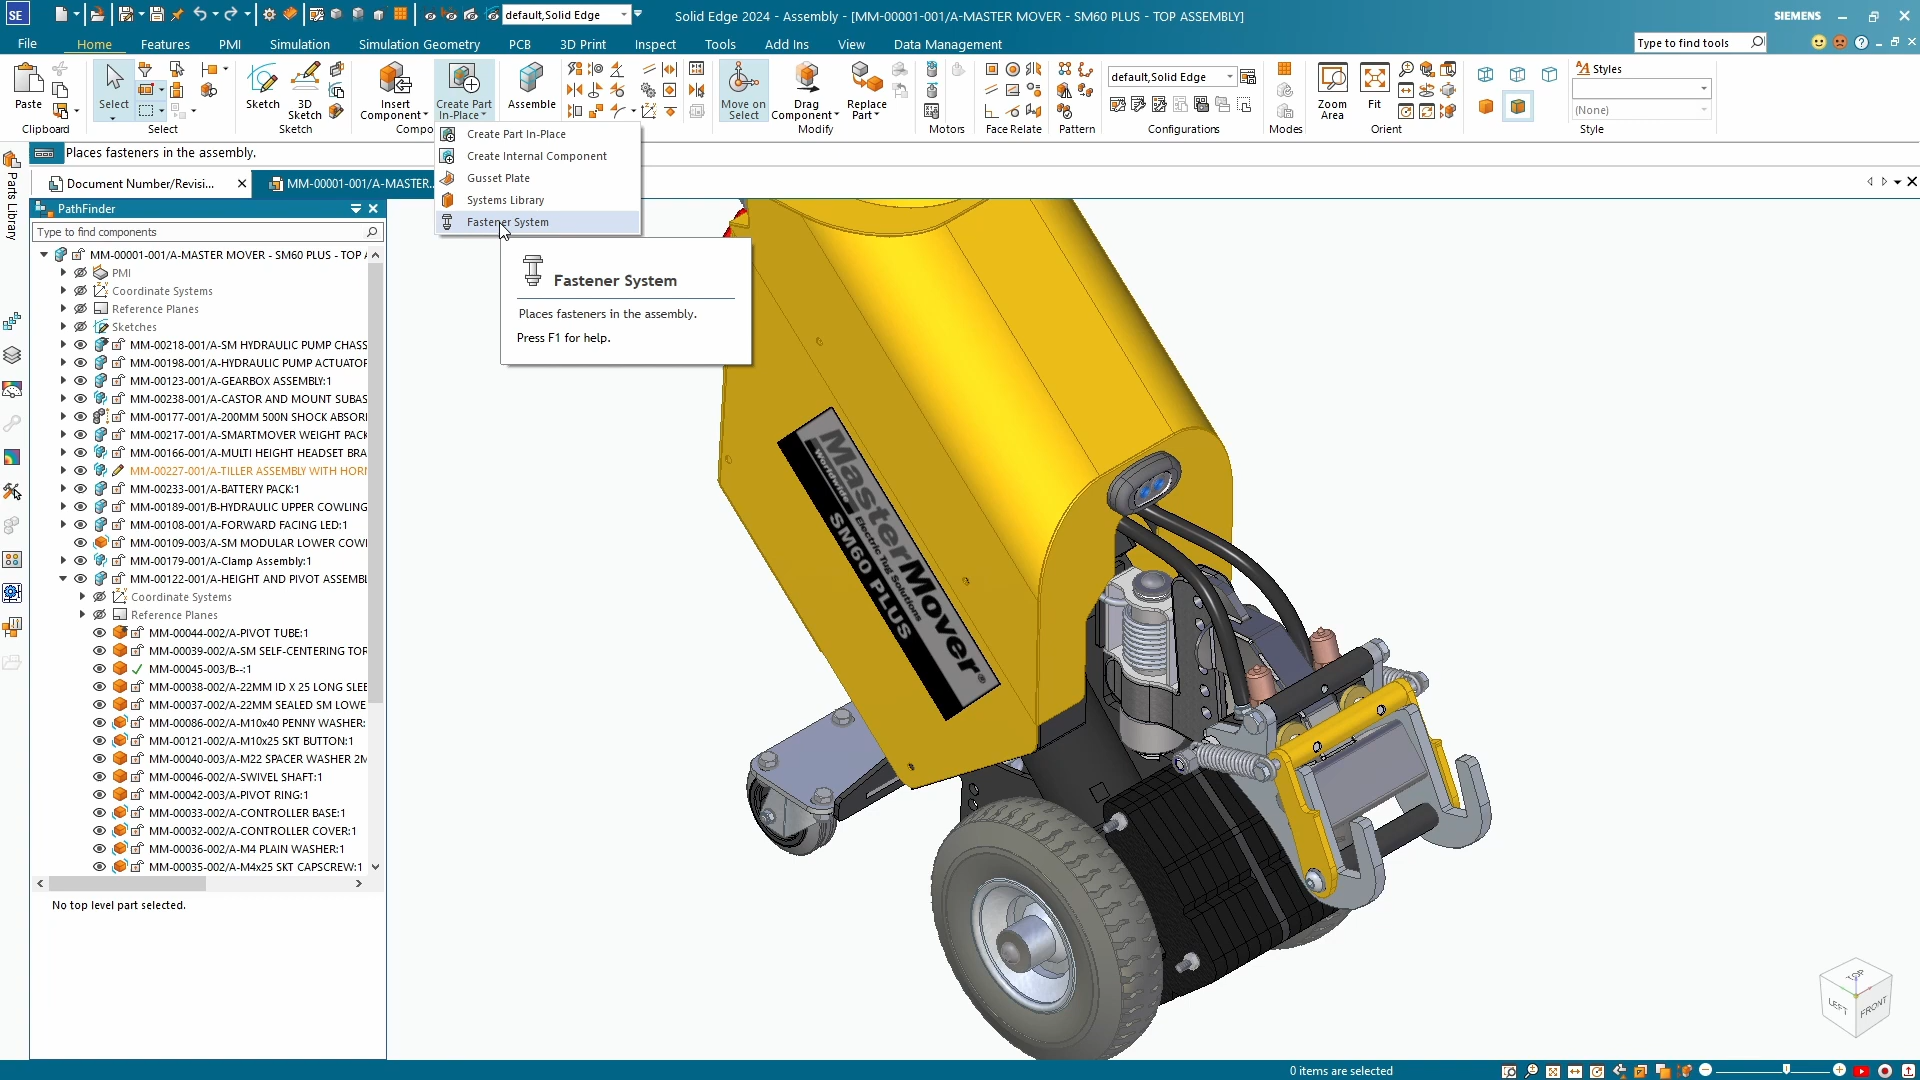 SE
default,Solid Edge
Solid Edge 2024 - Assembly - [MM-00001-001/A-MASTER MOVER - SM60 PLUS - TOP ASSEMBLY]
SIEMENS
File
Home
Features
PMI
Simulation
Simulation Geometry
PCB
3D Print
Inspect
Tools
Add Ins
View
Data Management
Type to find tools
Paste
Clipboard
Select
Select
Sketch
3D Sketch
Sketch
Insert Component
Create Part In-Place
Compo
Assemble
Move on Select
Drag Component
Replace Part
Modify
Motors
Face Relate
Pattern
default,Solid Edge
Configurations
Modes
Zoom Area
Fit
Orient
Styles
(None)
Style
Places fasteners in the assembly.
Create Part In-Place
Create Internal Component
Gusset Plate
Systems Library
Fastener System
Fastener System
Places fasteners in the assembly.
Press F1 for help.
Parts Library
Document Number/Revisi...
MM-00001-001/A-MASTER...
PathFinder
Type to find components
MM-00001-001/A-MASTER MOVER - SM60 PLUS - TOP A
PMI
Coordinate Systems
Reference Planes
Sketches
MM-00218-001/A-SM HYDRAULIC PUMP CHASS
MM-00198-001/A-HYDRAULIC PUMP ACTUATOR
MM-00123-001/A-GEARBOX ASSEMBLY:1
MM-00238-001/A-CASTOR AND MOUNT SUBAS
MM-00177-001/A-200MM 500N SHOCK ABSOR
MM-00217-001/A-SMARTMOVER WEIGHT PACK
MM-00166-001/A-MULTI HEIGHT HEADSET BRA
MM-00227-001/A-TILLER ASSEMBLY WITH HORN
MM-00233-001/A-BATTERY PACK:1
MM-00189-001/B-HYDRAULIC UPPER COWLING
MM-00108-001/A-FORWARD FACING LED:1
MM-00109-003/A-SM MODULAR LOWER COWI
MM-00179-001/A-Clamp Assembly:1
MM-00122-001/A-HEIGHT AND PIVOT ASSEMBL
Coordinate Systems
Reference Planes
MM-00044-002/A-PIVOT TUBE:1
MM-00039-002/A-SM SELF-CENTERING TOR
MM-00045-003/B--:1
MM-00038-002/A-22MM ID X 25 LONG SLEE
MM-00037-002/A-22MM SEALED SM LOWE
MM-00086-002/A-M10x40 PENNY WASHER:
MM-00121-002/A-M10x25 SKT BUTTON:1
MM-00040-003/A-M22 SPACER WASHER 2M
MM-00046-002/A-SWIVEL SHAFT:1
MM-00042-003/A-PIVOT RING:1
MM-00033-002/A-CONTROLLER BASE:1
MM-00032-002/A-CONTROLLER COVER:1
MM-00036-002/A-M4 PLAIN WASHER:1
MM-00035-002/A-M4x25 SKT CAPSCREW:1
No top level part selected.
MasterMover®
Worldwide Electric Tug Solutions
SM60 PLUS
TOP
LEFT
FRONT
0 items are selected